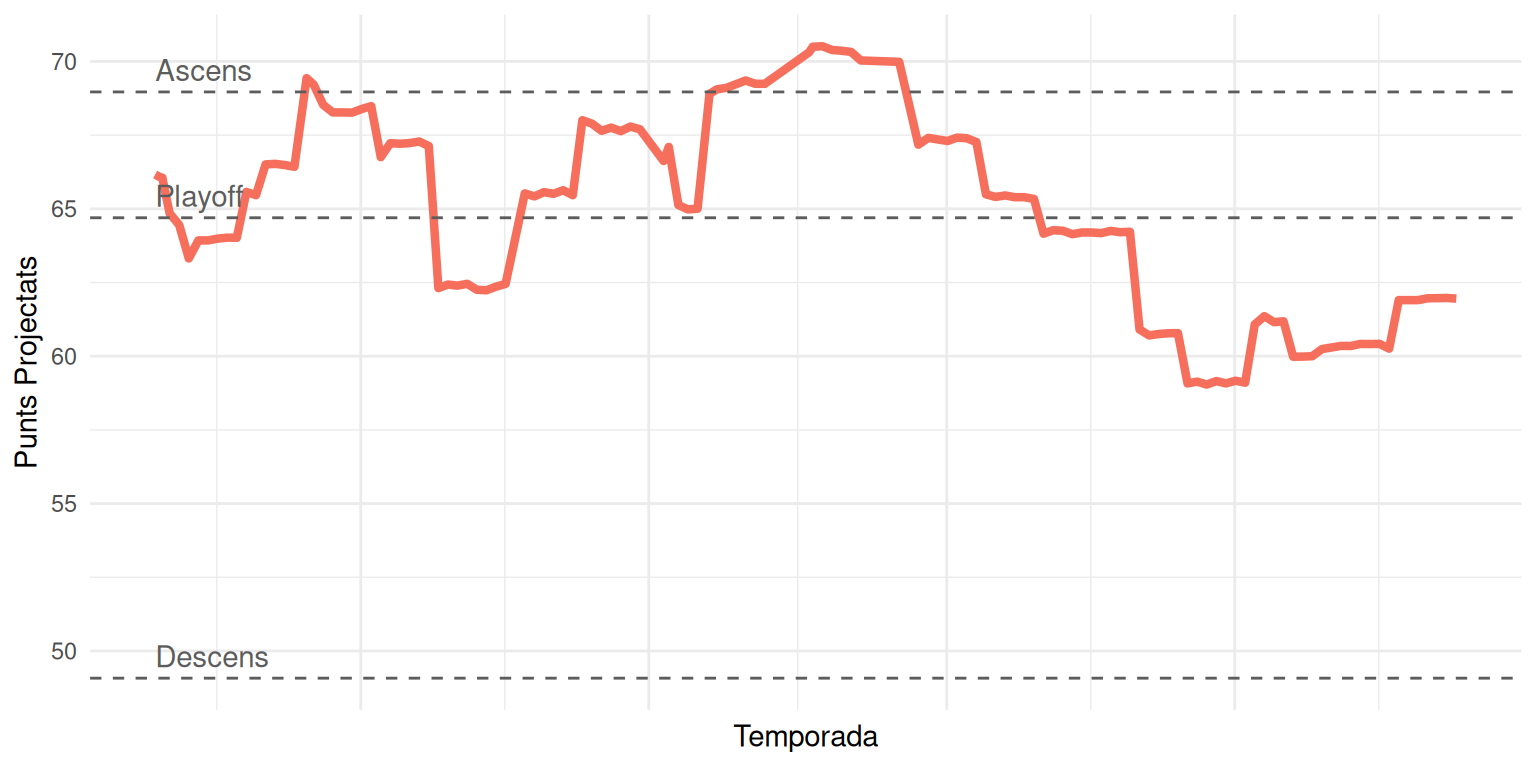 70
Ascens
Playoff
65
Punts Projectats
60
55
50
Descens
Temporada